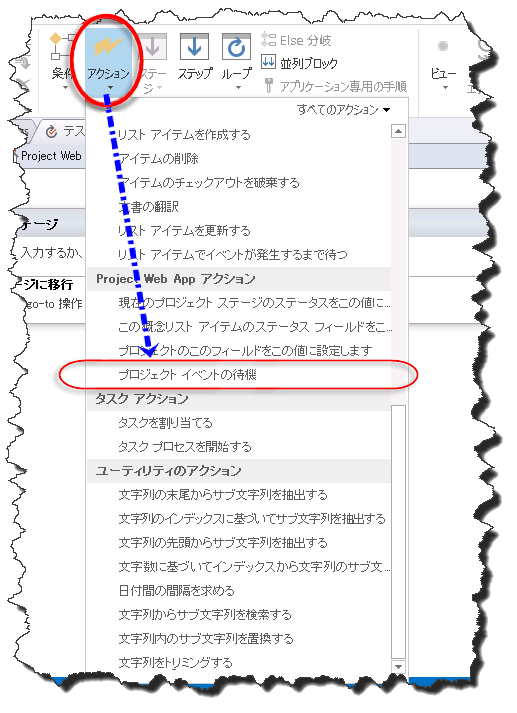 Else 分岐
並列ブロック
アプリケーション専用の手順
条件
アクション
ステージ
ステップ
ループ
ビュー
すべてのアクション
テス
Project Web
テージ
入力するか、
ジに移行
go-to 操作
リスト アイテムを作成する
アイテムの削除
アイテムのチェックアウトを破棄する
文書の翻訳
リスト アイテムを更新する
リスト アイテムでイベントが発生するまで待つ
Project Web App アクション
現在のプロジェクト ステージのステータスをこの値に...
この概念リスト アイテムのステータス フィールドをこ...
プロジェクトのこのフィールドをこの値に設定します
プロジェクト イベントの待機
タスク アクション
タスクを割り当てる
タスク プロセスを開始する
ユーティリティのアクション
文字列の末尾からサブ文字列を抽出する
文字列のインデックスに基づいてサブ文字列を抽出する
文字列の先頭からサブ文字列を抽出する
文字数に基づいてインデックスから文字列のサブ文...
日付間の間隔を求める
文字列からサブ文字列を検索する
文字列内のサブ文字列を置換する
文字列をトリミングする